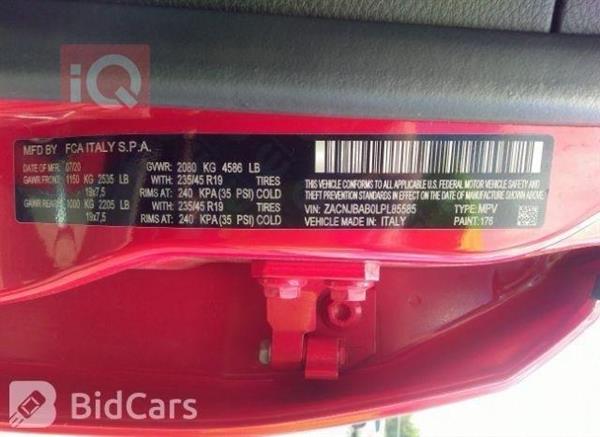 iQ
MFD BY FCA ITALY S.P.A.
DATE OF MFR 07/20 GVWR: 2080 KG 4586 LB
GAWR FRONT: 1150 KG 2535 LB WITH 235/45 R19 TIRES
19x7,5 RIMS AT: 240 KPA (35 PSI) COLD
GAWR REAR: 1000 KG 2205 LB WITH 235/45 R19 TIRES
19x7,5 RIMS AT: 240 KPA (35 PSI) COLD
THIS VEHICLE CONFORMS TO ALL APPLICABLE U.S.A.
FEDERAL MOTOR VEHICLE SAFETY, BUMPER, AND
THEFT PREVENTION STANDARDS IN EFFECT ON THE
DATE OF MANUFACTURE SHOWN ABOVE
VIN: ZACNJBAB0LPL85585 TYPE: MPV
VEHICLE MADE IN: ITALY PAINT: 176
BidCars